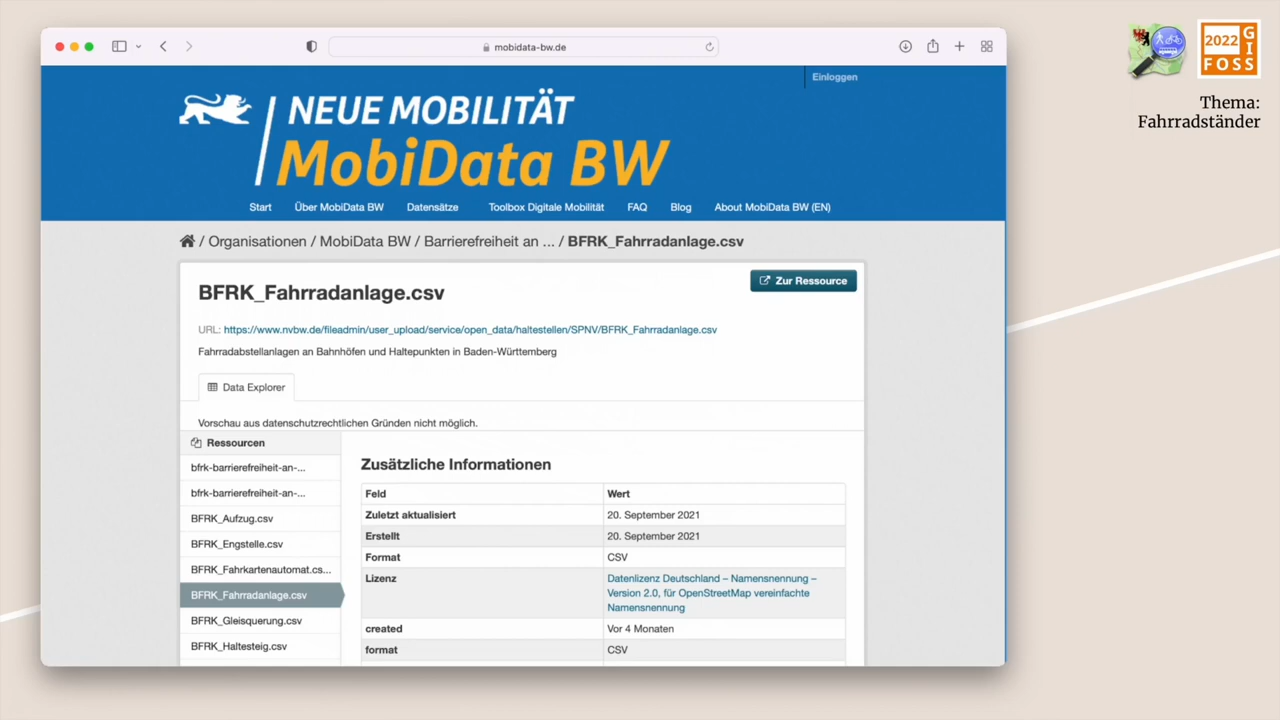 mobidata-bw.de
2022
GI
FOSS
Thema:
Fahrradständer
Einloggen
NEUE MOBILITÄT
MobiData BW
Start Über MobiData BW Datensätze Toolbox Digitale Mobilität FAQ Blog About MobiData BW (EN)
/ Organisationen / MobiData BW / Barrierefreiheit an ... / BFRK_Fahrradanlage.csv
Zur Ressource
BFRK_Fahrradanlage.csv
URL: https://www.nvbw.de/fileadmin/user_upload/service/open_data/haltestellen/SPNV/BFRK_Fahrradanlage.csv
Fahrradabstellanlagen an Bahnhöfen und Haltepunkten in Baden-Württemberg
Data Explorer
Vorschau aus datenschutzrechtlichen Gründen nicht möglich.
Ressourcen
bfrk-barrierefreiheit-an-...
bfrk-barrierefreiheit-an-...
BFRK_Aufzug.csv
BFRK_Engstelle.csv
BFRK_Fahrkartenautomat.cs...
BFRK_Fahrradanlage.csv
BFRK_Gleisquerung.csv
BFRK_Haltesteig.csv
Zusätzliche Informationen
Feld Wert
Zuletzt aktualisiert 20. September 2021
Erstellt 20. September 2021
Format CSV
Lizenz Datenlizenz Deutschland – Namensnennung –
Version 2.0, für OpenStreetMap vereinfachte
Namensnennung
created Vor 4 Monaten
format CSV